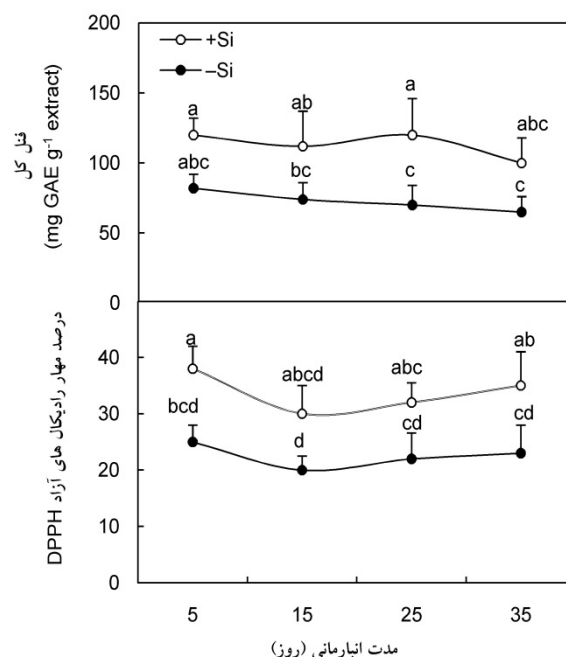 200
+Si
–Si
a
ab
a
abc
150
100
abc
bc
c
c
50
0
فنل کل
(mg GAE g⁻¹ extract)
a
abcd
abc
ab
40
bcd
d
cd
cd
30
20
10
0
درصد مهار رادیکال های آزاد DPPH
5 15 25 35
مدت انبارمانی (روز)